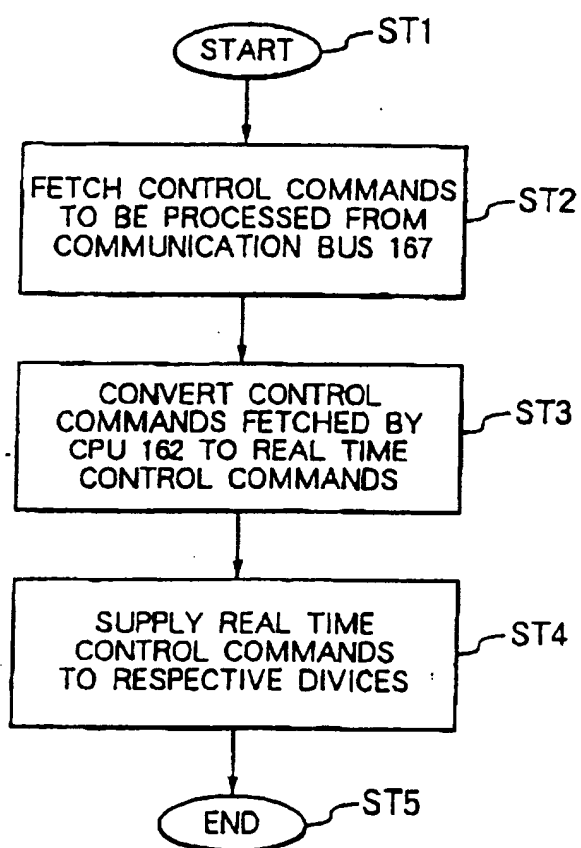 START
ST1
FETCH CONTROL COMMANDS
TO BE PROCESSED FROM
COMMUNICATION BUS 167
ST2
CONVERT CONTROL
COMMANDS FETCHED BY
CPU 162 TO REAL TIME
CONTROL COMMANDS
ST3
SUPPLY REAL TIME
CONTROL COMMANDS
TO RESPECTIVE DIVICES
ST4
END
ST5